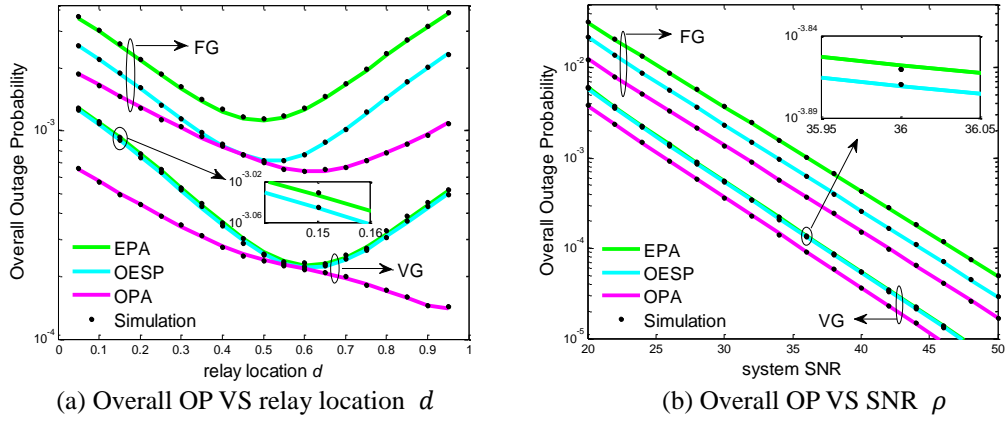 Overall Outage Probability
10^-3
10^-4
FG
10^-3.02
10^-3.06
0.15
0.16
VG
EPA
OESP
OPA
Simulation
0 0.1 0.2 0.3 0.4 0.5 0.6 0.7 0.8 0.9 1
relay location d
(a) Overall OP VS relay location d
Overall Outage Probability
10^-2
10^-3
10^-4
10^-5
FG
10^-3.84
10^-3.89
35.95 36 36.05
EPA
OESP
OPA
Simulation
VG
20 25 30 35 40 45 50
system SNR
(b) Overall OP VS SNR ρ